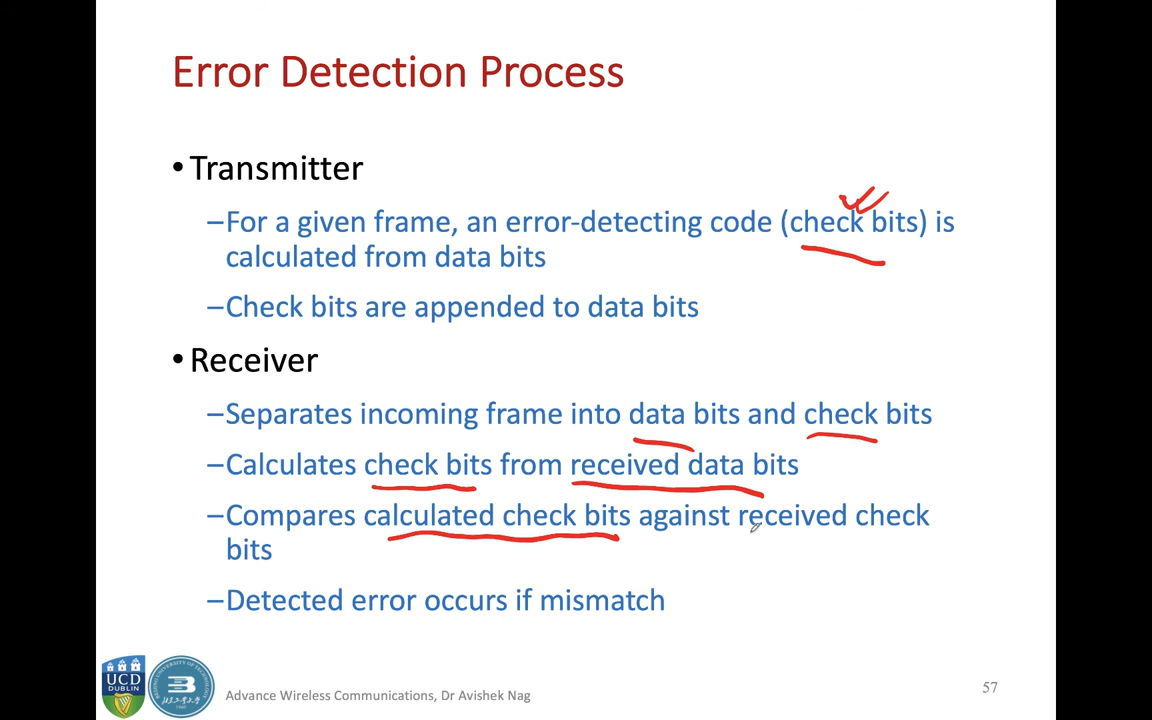 Error Detection Process
• Transmitter
–For a given frame, an error-detecting code (check bits) is
calculated from data bits
–Check bits are appended to data bits
• Receiver
–Separates incoming frame into data bits and check bits
–Calculates check bits from received data bits
–Compares calculated check bits against received check
bits
–Detected error occurs if mismatch
UCD
DUBLIN
Advance Wireless Communications, Dr Avishek Nag
57